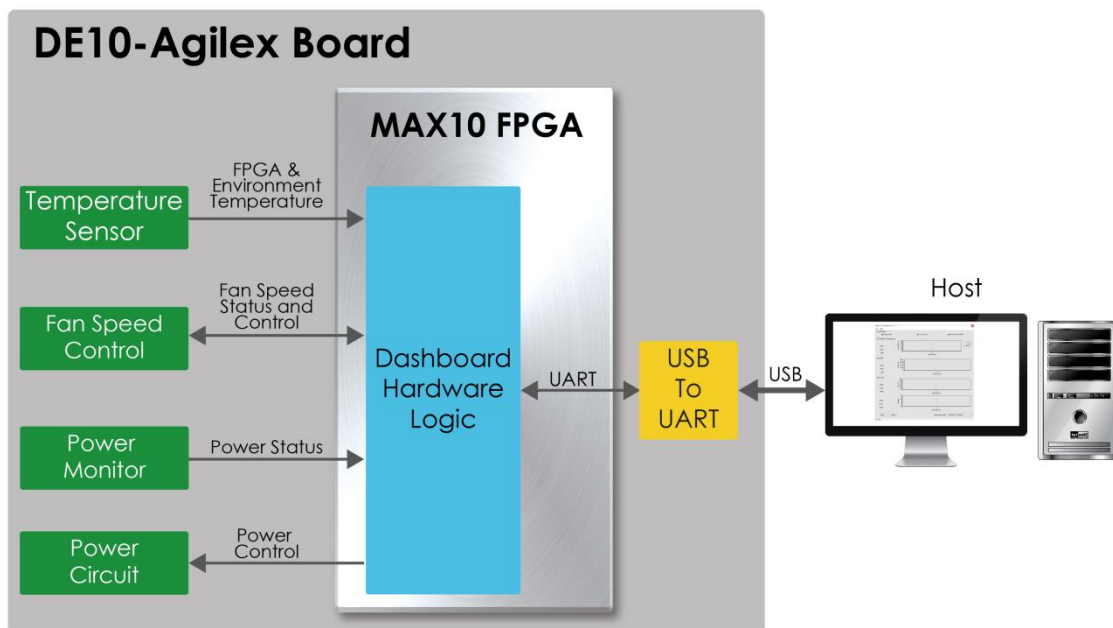 DE10-Agilex Board
MAX10 FPGA
FPGA &
Environment
Temperature
Temperature
Sensor
Fan Speed
Status and
Control
Fan Speed
Control
Dashboard
Hardware
Logic
UART
USB
To
UART
USB
Host
Power
Monitor
Power Status
Power
Circuit
Power
Control